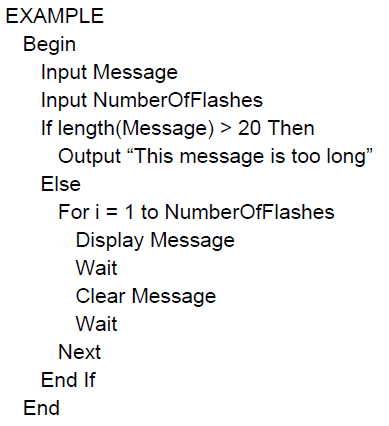 EXAMPLE
Begin
Input Message
Input NumberOfFlashes
If length(Message) > 20 Then
Output “This message is too long”
Else
For i = 1 to NumberOfFlashes
Display Message
Wait
Clear Message
Wait
Next
End If
End